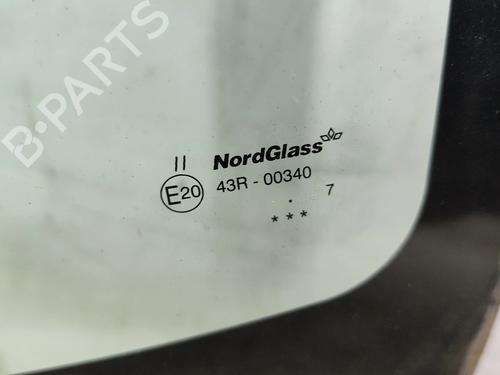 B-PARTS
II NordGlass
E20 43R - 00340
. 7
***